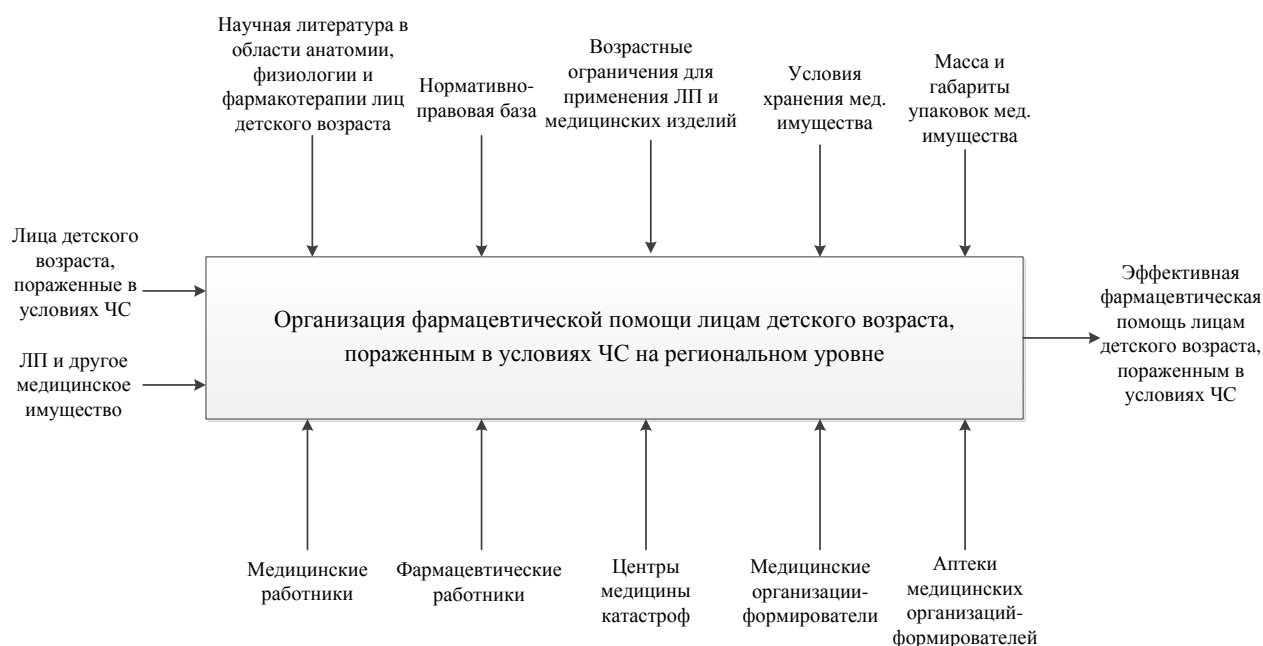 Научная литература в
области анатомии,
физиологии и
фармакотерапии лиц
детского возраста
Нормативно-
правовая база
Возрастные
ограничения для
применения ЛП и
медицинских изделий
Условия
хранения мед.
имущества
Масса и
габариты
упаковок мед.
имущества
Лица детского
возраста,
пораженные в
условиях ЧС
ЛП и другое
медицинское
имущество
Организация фармацевтической помощи лицам детского возраста,
пораженным в условиях ЧС на региональном уровне
Эффективная
фармацевтическая
помощь лицам
детского возраста,
пораженным в
условиях ЧС
Медицинские
работники
Фармацевтические
работники
Центры
медицины
катастроф
Медицинские
организации-
формирователи
Аптеки
медицинских
организаций-
формирователей